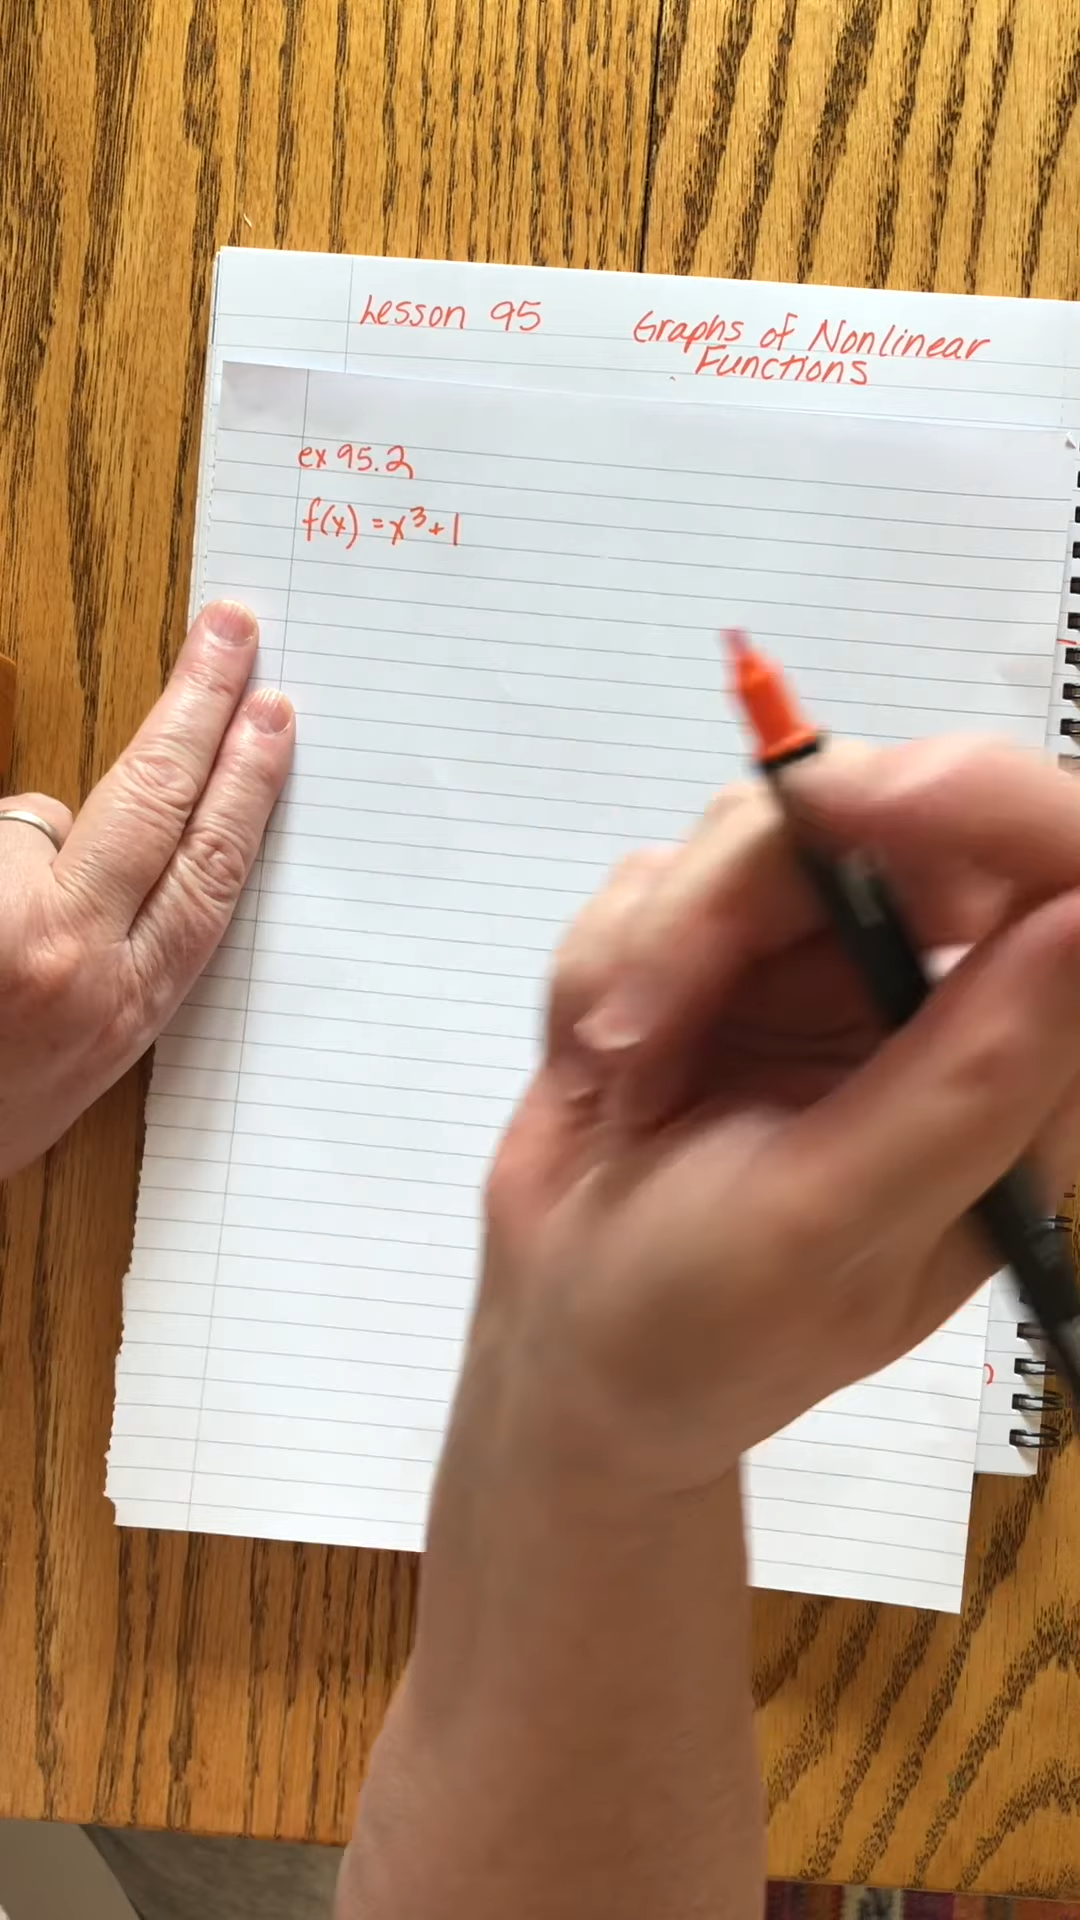 Lesson 95
Graphs of Nonlinear
Functions
ex 95.2
f(x) = x³+1